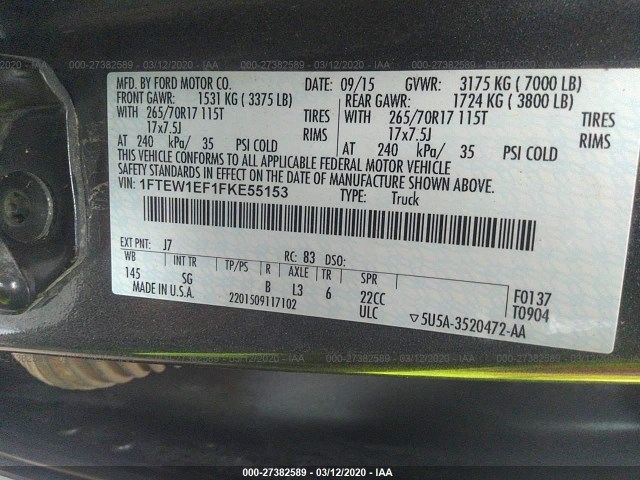 000-27382589 - 03/12/2020 - IAA
MFD. BY FORD MOTOR CO. DATE: 09/15 GVWR: 3175 KG ( 7000 LB)
FRONT GAWR: 1531 KG ( 3375 LB) REAR GAWR: 1724 KG ( 3800 LB)
WITH 265/70R17 115T TIRES WITH 265/70R17 115T TIRES
17x7.5J RIMS 17x7.5J RIMS
AT 240 kPa/ 35 PSI COLD AT 240 kPa/ 35 PSI COLD
THIS VEHICLE CONFORMS TO ALL APPLICABLE FEDERAL MOTOR VEHICLE
SAFETY STANDARDS IN EFFECT ON THE DATE OF MANUFACTURE SHOWN ABOVE.
VIN: 1FTEW1EF1FKE55153 TYPE: Truck
EXT PNT: J7 RC: 83 DSO:
WB INT TR TP/PS R AXLE TR SPR
145 SG B L3 6 22CC F0137
MADE IN U.S.A. 2201509117102 ULC T0904
▽5U5A-3520472-AA
000-27382589 - 03/12/2020 - IAA
000-27382589 - 03/12/2020 - IAA